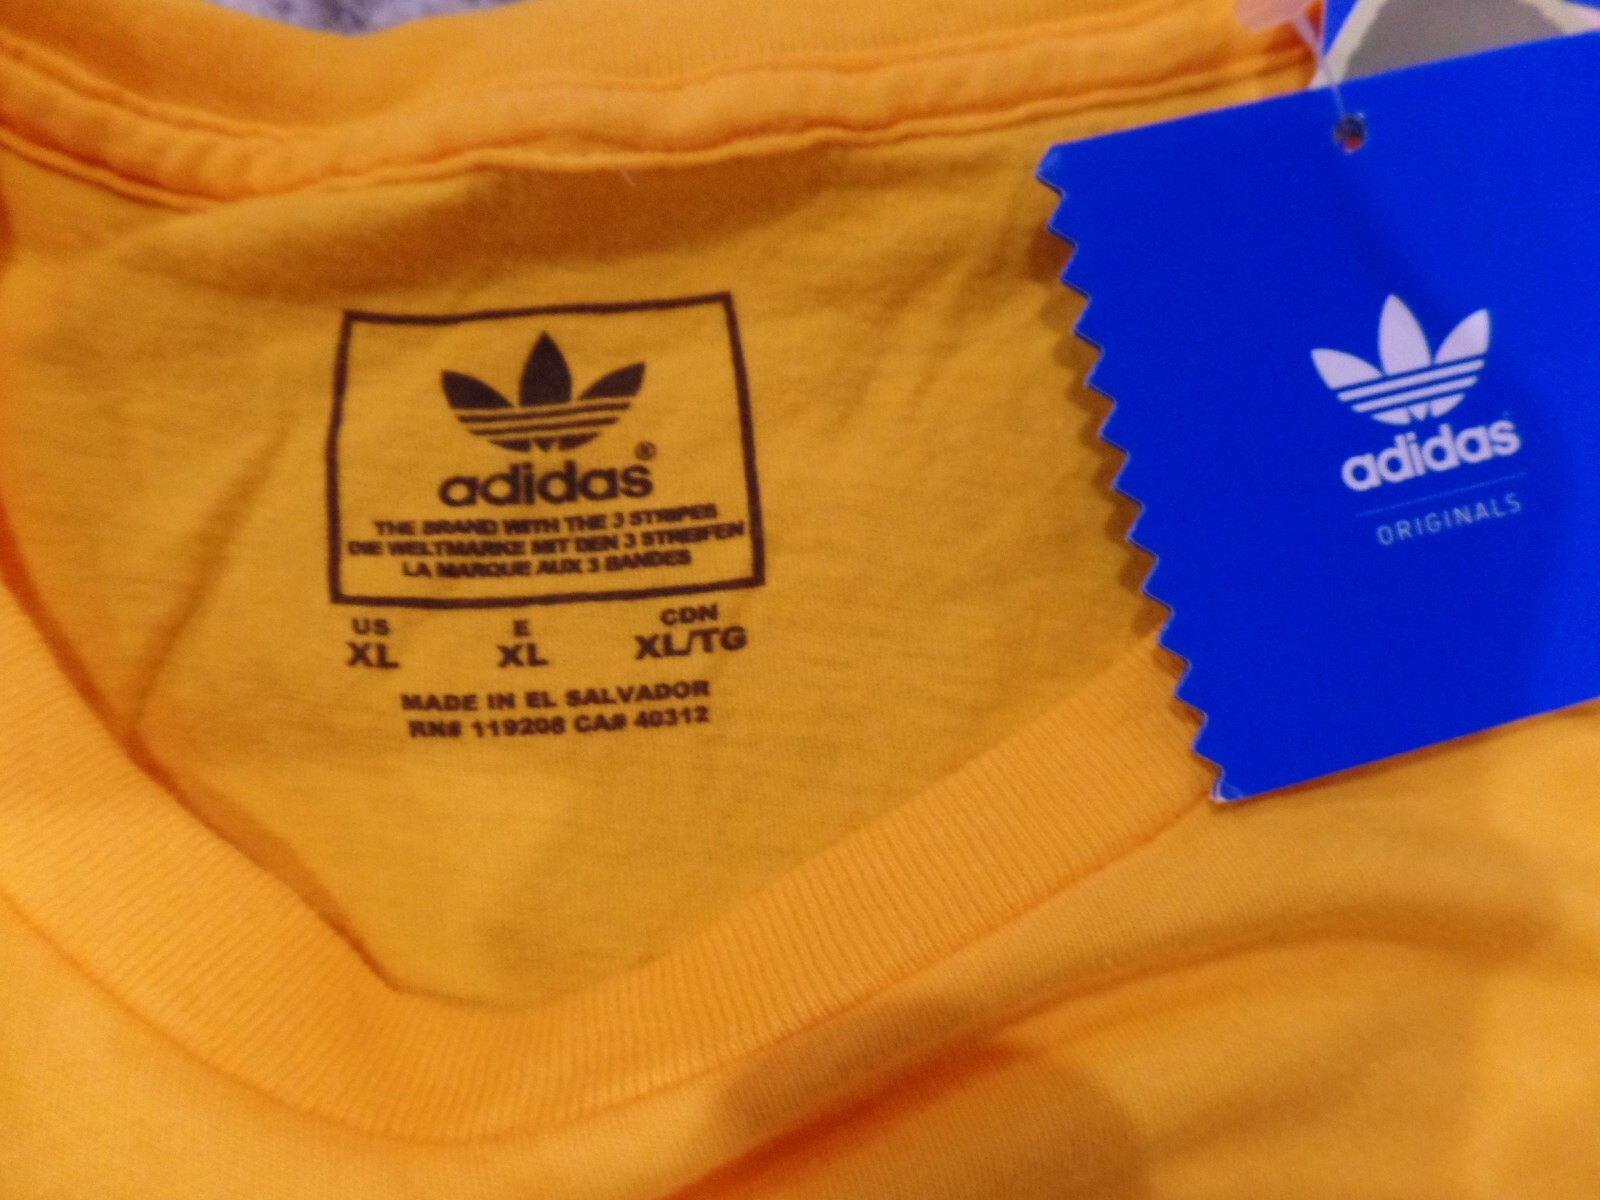 adidas®
THE BRAND WITH THE 3 STRIPES
DIE WELTMARKE MIT DEN 3 STREIFEN
LA MARQUE AUX 3 BANDES
US E CDN
XL XL XL/TG
MADE IN EL SALVADOR
RN# 119208 CA# 40312
adidas
ORIGINALS